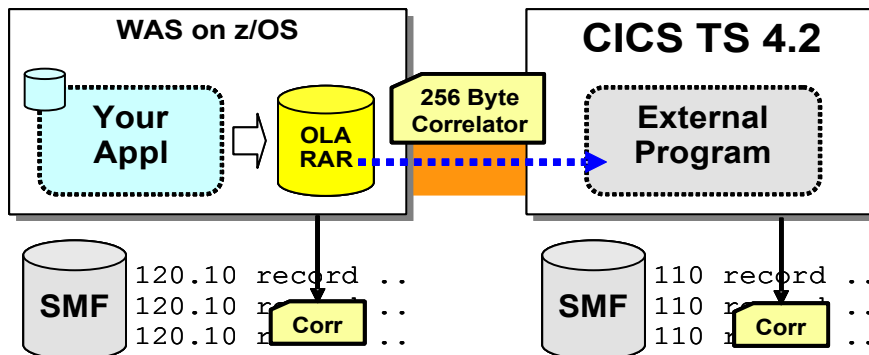 WAS on z/OS
Your
Appl
OLA
RAR
256 Byte
Correlator
CICS TS 4.2
External
Program
SMF
120.10 record ..
120.10 ..
120.10 ..
Corr
SMF
110 record ..
110 ..
110 ..
Corr